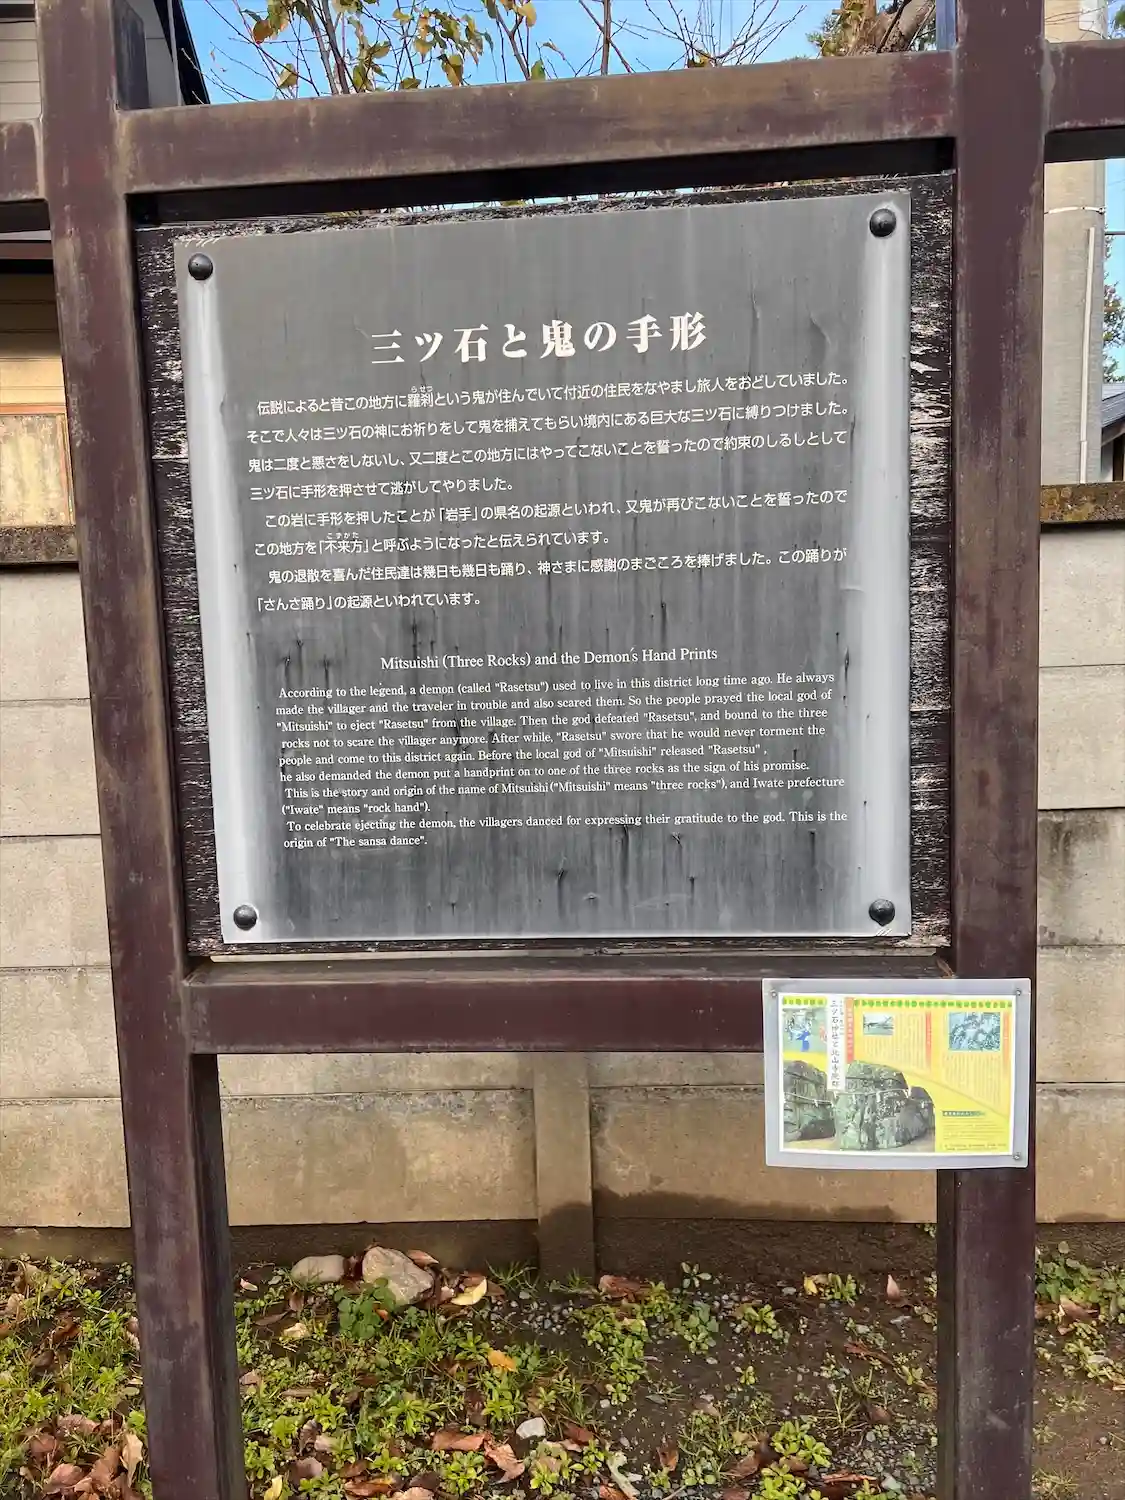 三ツ石と鬼の手形
伝説によると昔この地方に羅刹という鬼が住んでいて付近の住民をなやまし旅人をおどしていました。
らせつ
そこで人々は三ツ石の神にお祈りをして鬼を捕えてもらい境内にある巨大な三ツ石に縛りつけました。
鬼は二度と悪さをしないし、又二度とこの地方にはやってこないことを誓ったので約束のしるしとして
三ツ石に手形を押させて逃がしてやりました。
この岩に手形を押したことが「岩手」の県名の起源といわれ、又鬼が再びこないことを誓ったので
この地方を「不来方」と呼ぶようになったと伝えられています。
こずかた
鬼の退散を喜んだ住民達は幾日も幾日も踊り、神さまに感謝のまごころを捧げました。この踊りが
「さんさ踊り」の起源といわれています。
Mitsuishi (Three Rocks) and the Demon's Hand Prints
According to the legend, a demon (called "Rasetsu") used to live in this district long time ago. He always
made the villager and the traveler in trouble and also scared them. So the people prayed the local god of
"Mitsuishi" to eject "Rasetsu" from the village. Then the god defeated "Rasetsu", and bound to the three
rocks not to scare the villager anymore. After while, "Rasetsu" swore that he would never torment the
people and come to this district again. Before the local god of "Mitsuishi" released "Rasetsu" ,
he also demanded the demon put a handprint on to one of the three rocks as the sign of his promise.
This is the story and origin of the name of Mitsuishi ("Mitsuishi" means "three rocks"), and Iwate prefecture
("Iwate" means "rock hand").
To celebrate ejecting the demon, the villagers danced for expressing their gratitude to the god. This is the
origin of "The sansa dance".
三ツ石神社と北山寺院群